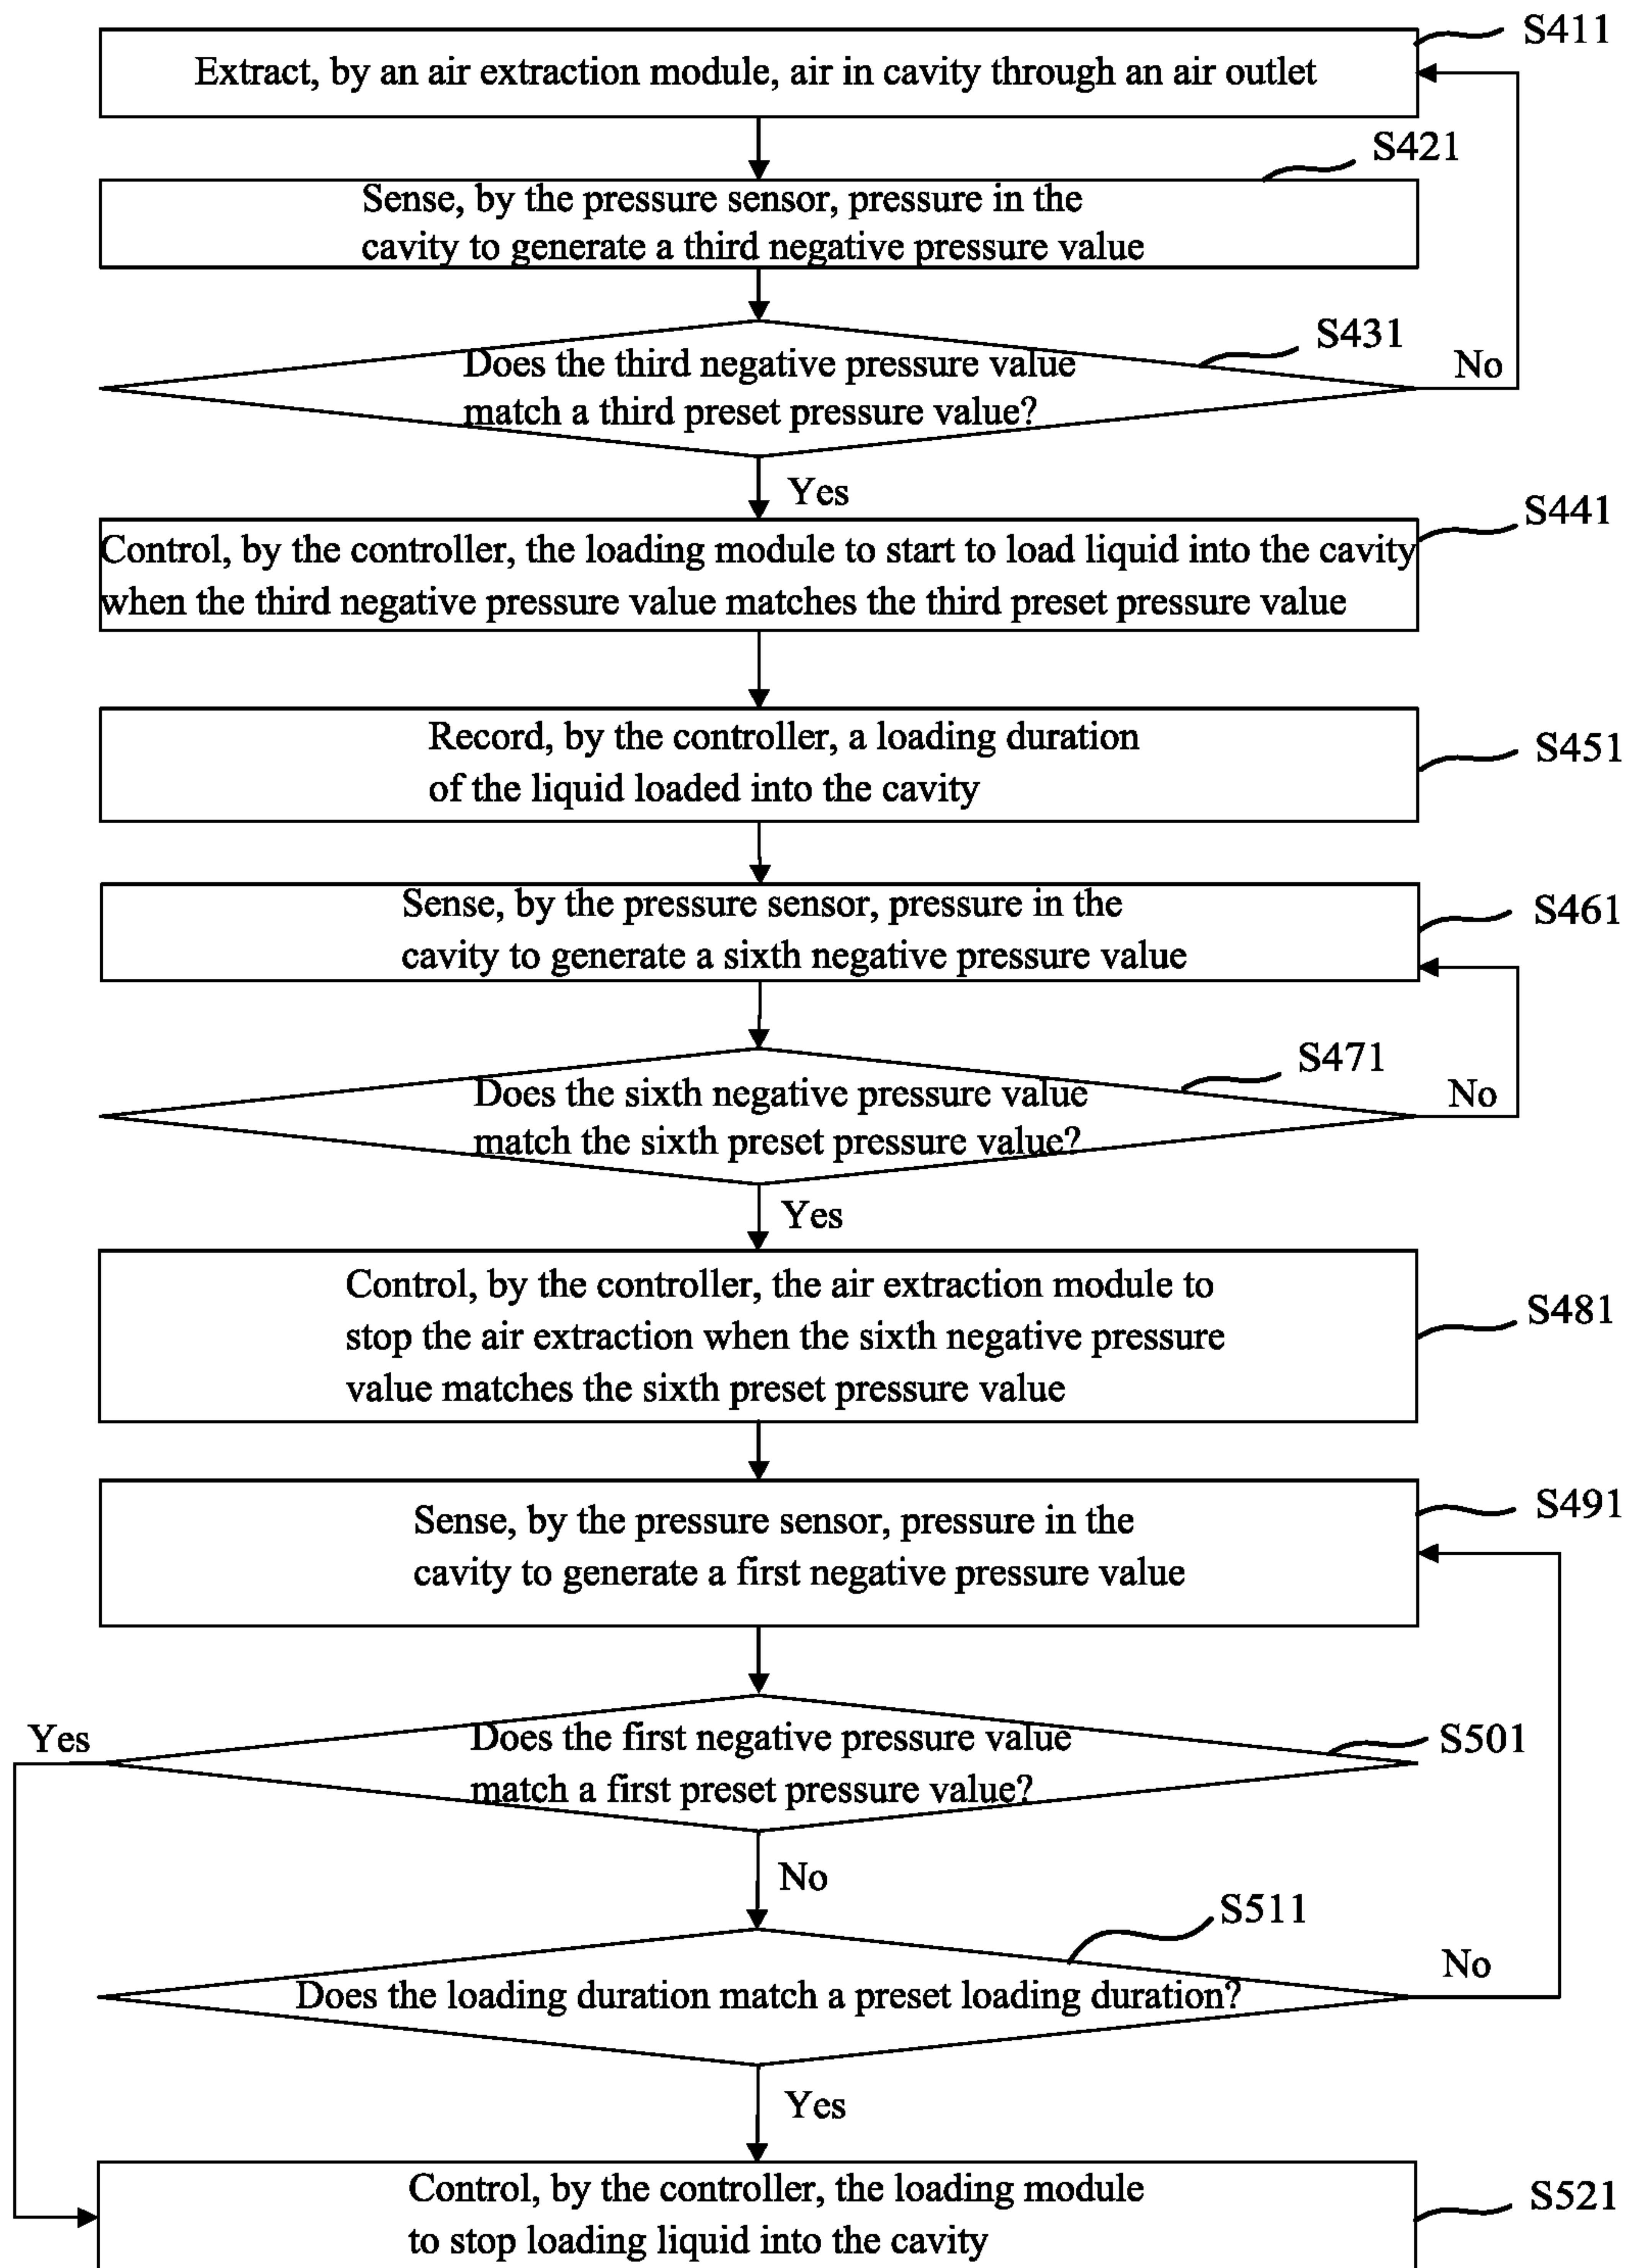 S411
Extract, by an air extraction module, air in cavity through an air outlet
S421
Sense, by the pressure sensor, pressure in the
cavity to generate a third negative pressure value
S431
Does the third negative pressure value
match a third preset pressure value?
No
Yes
S441
Control, by the controller, the loading module to start to load liquid into the cavity
when the third negative pressure value matches the third preset pressure value
Record, by the controller, a loading duration
of the liquid loaded into the cavity
S451
Sense, by the pressure sensor, pressure in the
cavity to generate a sixth negative pressure value
S461
S471
Does the sixth negative pressure value
match the sixth preset pressure value?
No
Yes
Control, by the controller, the air extraction module to
stop the air extraction when the sixth negative pressure
value matches the sixth preset pressure value
S481
Sense, by the pressure sensor, pressure in the
cavity to generate a first negative pressure value
S491
Yes
Does the first negative pressure value
match a first preset pressure value?
S501
No
S511
Does the loading duration match a preset loading duration?
No
Yes
Control, by the controller, the loading module
to stop loading liquid into the cavity
S521